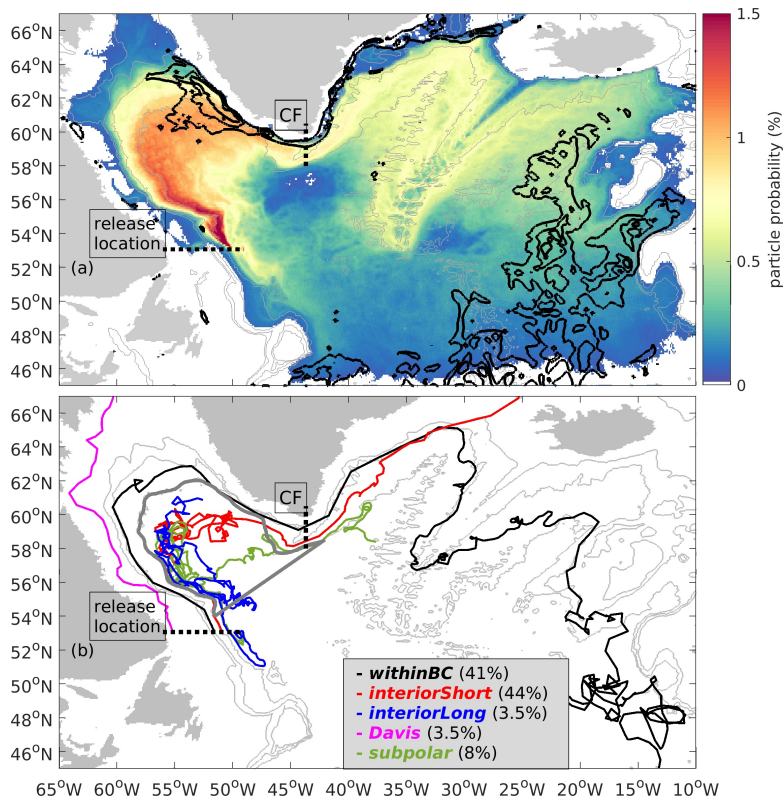 66°N
64°N
62°N
60°N
58°N
56°N
54°N
52°N
50°N
48°N
46°N
CF
release
location
(a)
1.5
1
0.5
0
particle probability (%)
66°N
64°N
62°N
60°N
58°N
56°N
54°N
52°N
50°N
48°N
46°N
CF
release
location
(b)
- withinBC (41%)
- interiorShort (44%)
- interiorLong (3.5%)
- Davis (3.5%)
- subpolar (8%)
65°W 60°W 55°W 50°W 45°W 40°W 35°W 30°W 25°W 20°W 15°W 10°W